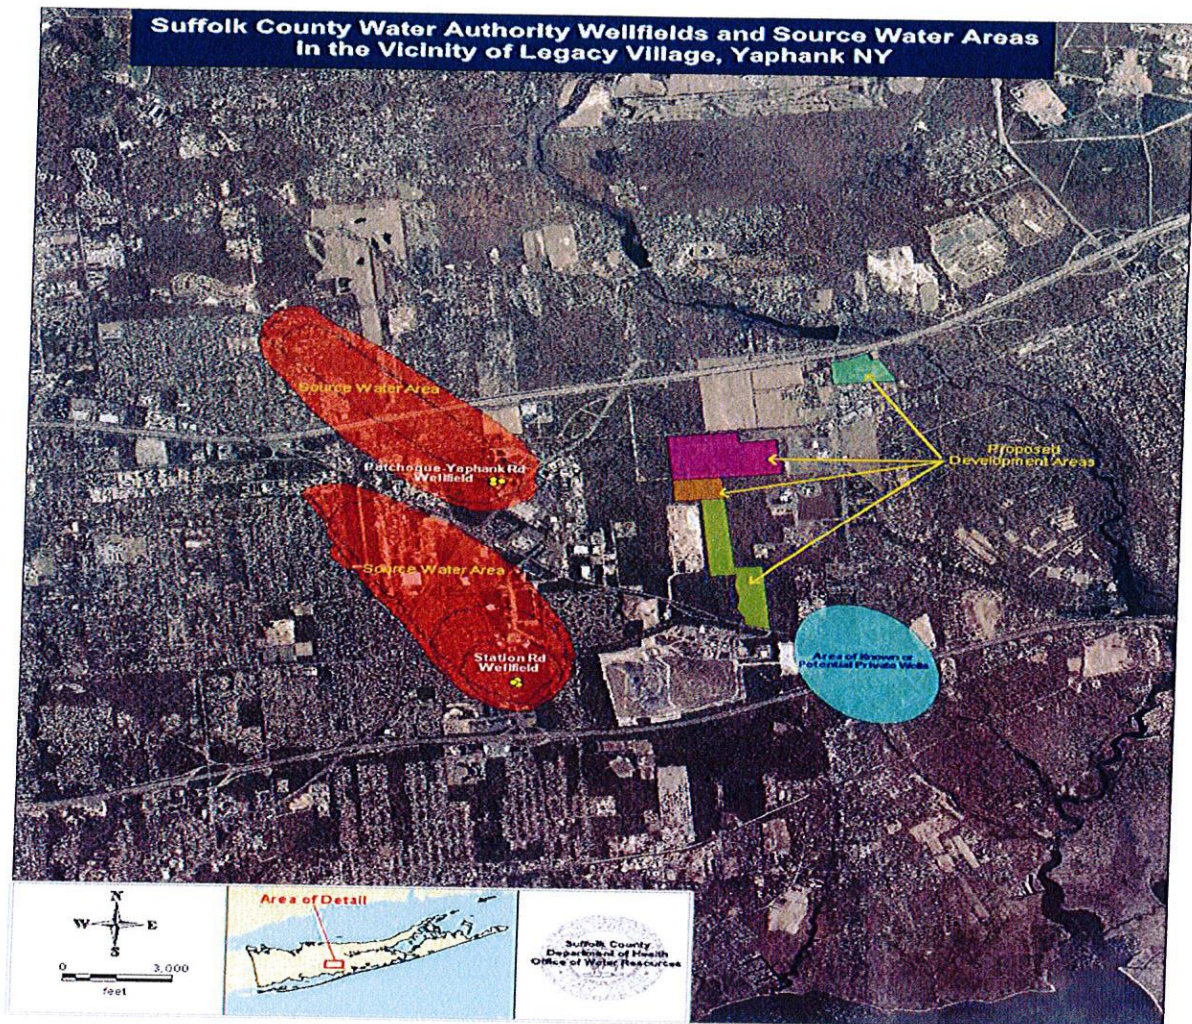 Suffolk County Water Authority Wellfields and Source Water Areas
In the Vicinity of Legacy Village, Yaphank NY
Source Water Area
Patchogue-Yaphank Rd
Wellfield
Proposed
Development Areas
Source Water Area
Station Rd
Wellfield
Area of Known or
Potential Private Wells
N
W E
S
0 3,000
feet
Area of Detail
Suffolk County
Department of Health
Office of Water Resources